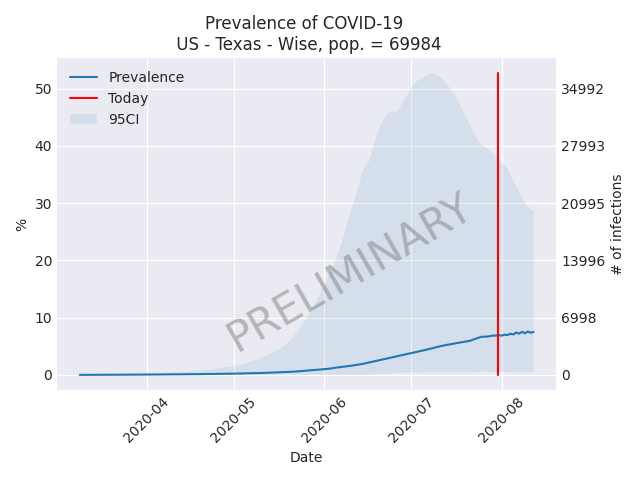 Prevalence of COVID-19
US - Texas - Wise, pop. = 69984
Prevalence
Today
95CI
50
40
30
20
10
0
%
34992
27993
20995
13996
6998
0
# of infections
PRELIMINARY
2020-04
2020-05
2020-06
2020-07
2020-08
Date